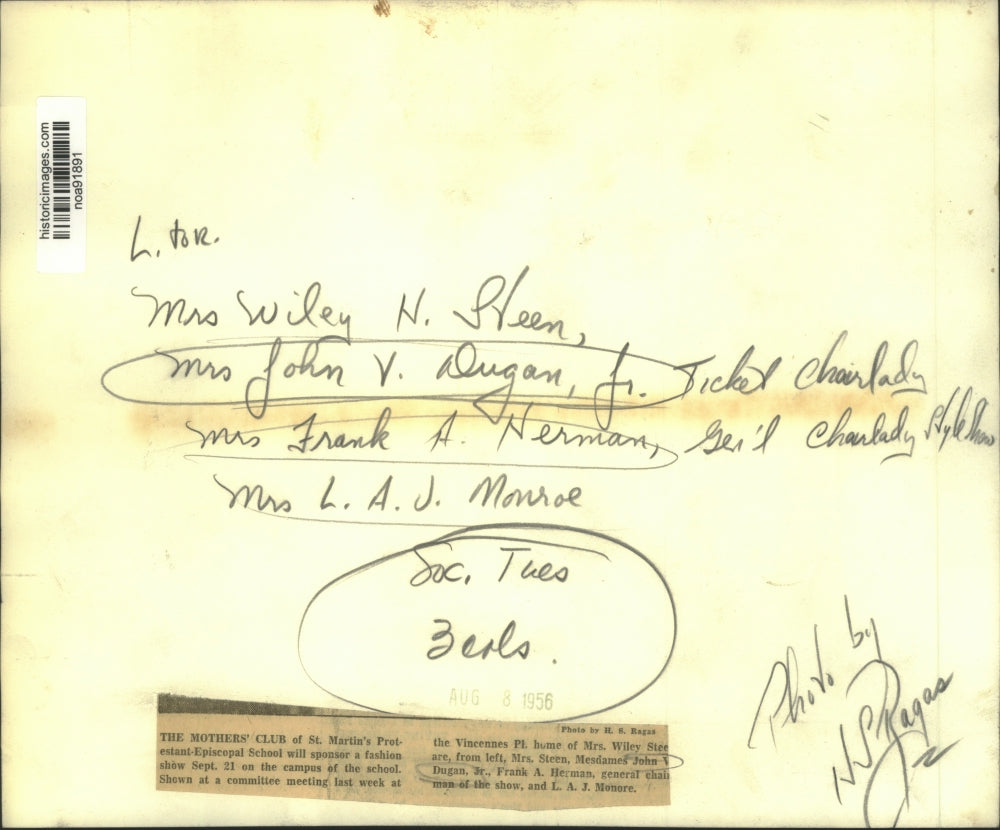 historicimages.com
noa91891
L. to R.
Mrs Wiley H. Steen,
Mrs John V. Dugan, Jr. Ticket Chairlady
Mrs Frank A. Herman, Gen'l Chairlady Style Show
Mrs L. A. J. Monroe
Soc. Tues
3 cols.
AUG 8 1956
Photo by
H S Ragas
THE MOTHERS' CLUB of St. Martin's Prot-
estant-Episcopal School will sponsor a fashion
show Sept. 21 on the campus of the school.
Shown at a committee meeting last week at
Photo by H. S. Ragas
the Vincennes Pl. home of Mrs. Wiley Stee
are, from left, Mrs. Steen, Mesdames John V
Dugan, Jr., Frank A. Herman, general chair
man of the show, and L. A. J. Monore.